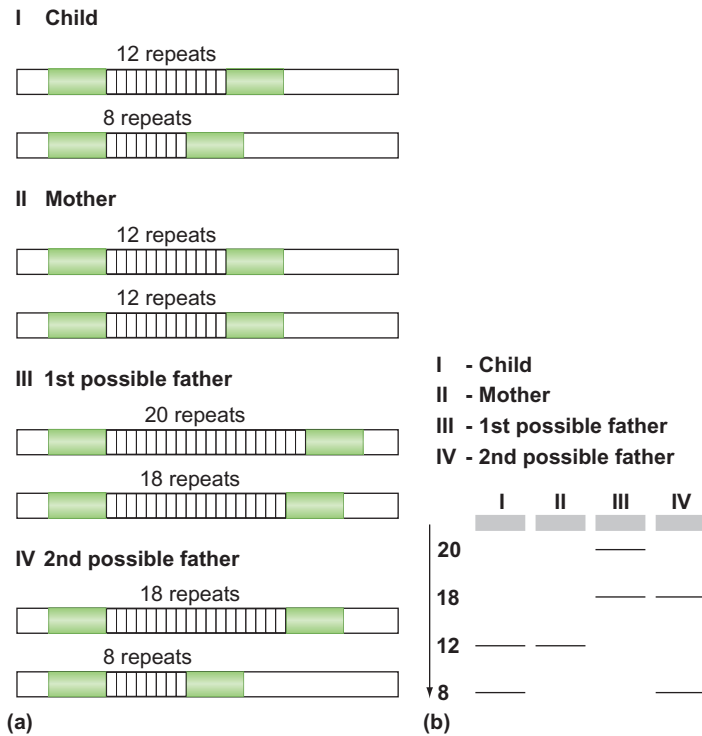 I Child
12 repeats
8 repeats
II Mother
12 repeats
12 repeats
III 1st possible father
20 repeats
18 repeats
IV 2nd possible father
18 repeats
8 repeats
(a)
I - Child
II - Mother
III - 1st possible father
IV - 2nd possible father
I II III IV
20
18
12
8
(b)